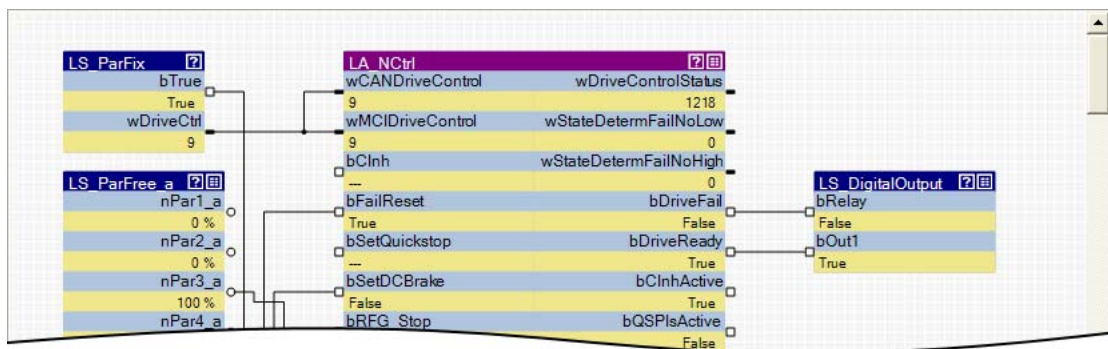 LS_ParFix ?
bTrue
True
wDriveCtrl
9
LS_ParFree_a ?
nPar1_a
0 %
nPar2_a
0 %
nPar3_a
100 %
nPar4_a
LA_NCtrl ?
wCANDriveControl wDriveControlStatus
9 1218
wMCIDriveControl wStateDetermFailNoLow
9 0
bCInh wStateDetermFailNoHigh
--- 0
bFailReset bDriveFail
True False
bSetQuickstop bDriveReady
--- True
bSetDCBrake bCInhActive
False True
bRFG_Stop bQSPIsActive
False
LS_DigitalOutput ?
bRelay
False
bOut1
True